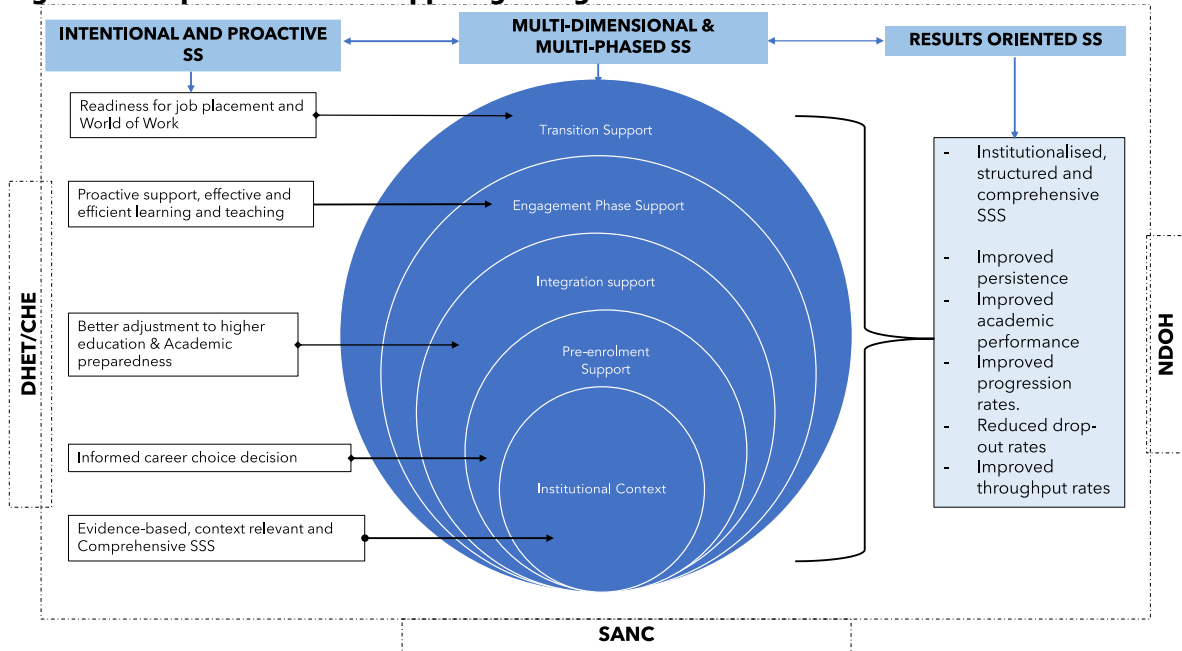 INTENTIONAL AND PROACTIVE
SS
MULTI-DIMENSIONAL &
MULTI-PHASED SS
RESULTS ORIENTED SS
Readiness for job placement and
World of Work
Proactive support, effective and
efficient learning and teaching
Better adjustment to higher
education & Academic
preparedness
Informed career choice decision
Evidence-based, context relevant and
Comprehensive SSS
Transition Support
Engagement Phase Support
Integration support
Pre-enrolment
Support
Institutional Context
- Institutionalised,
structured and
comprehensive
SSS
- Improved
persistence
- Improved
academic
performance
- Improved
progression
rates.
- Reduced drop-
out rates
- Improved
throughput rates
DHET/CHE
NDOH
SANC